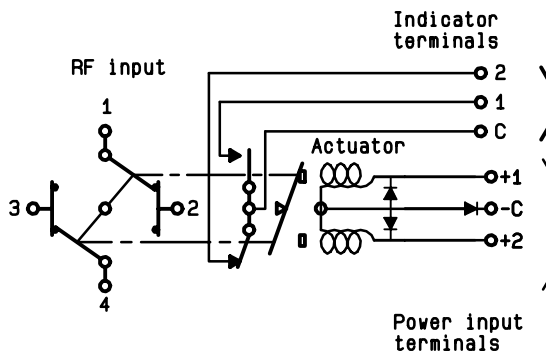 Indicator
terminals
RF input
2
1
1
C
Actuator
+1
3
2
-C
+2
4
Power input
terminals